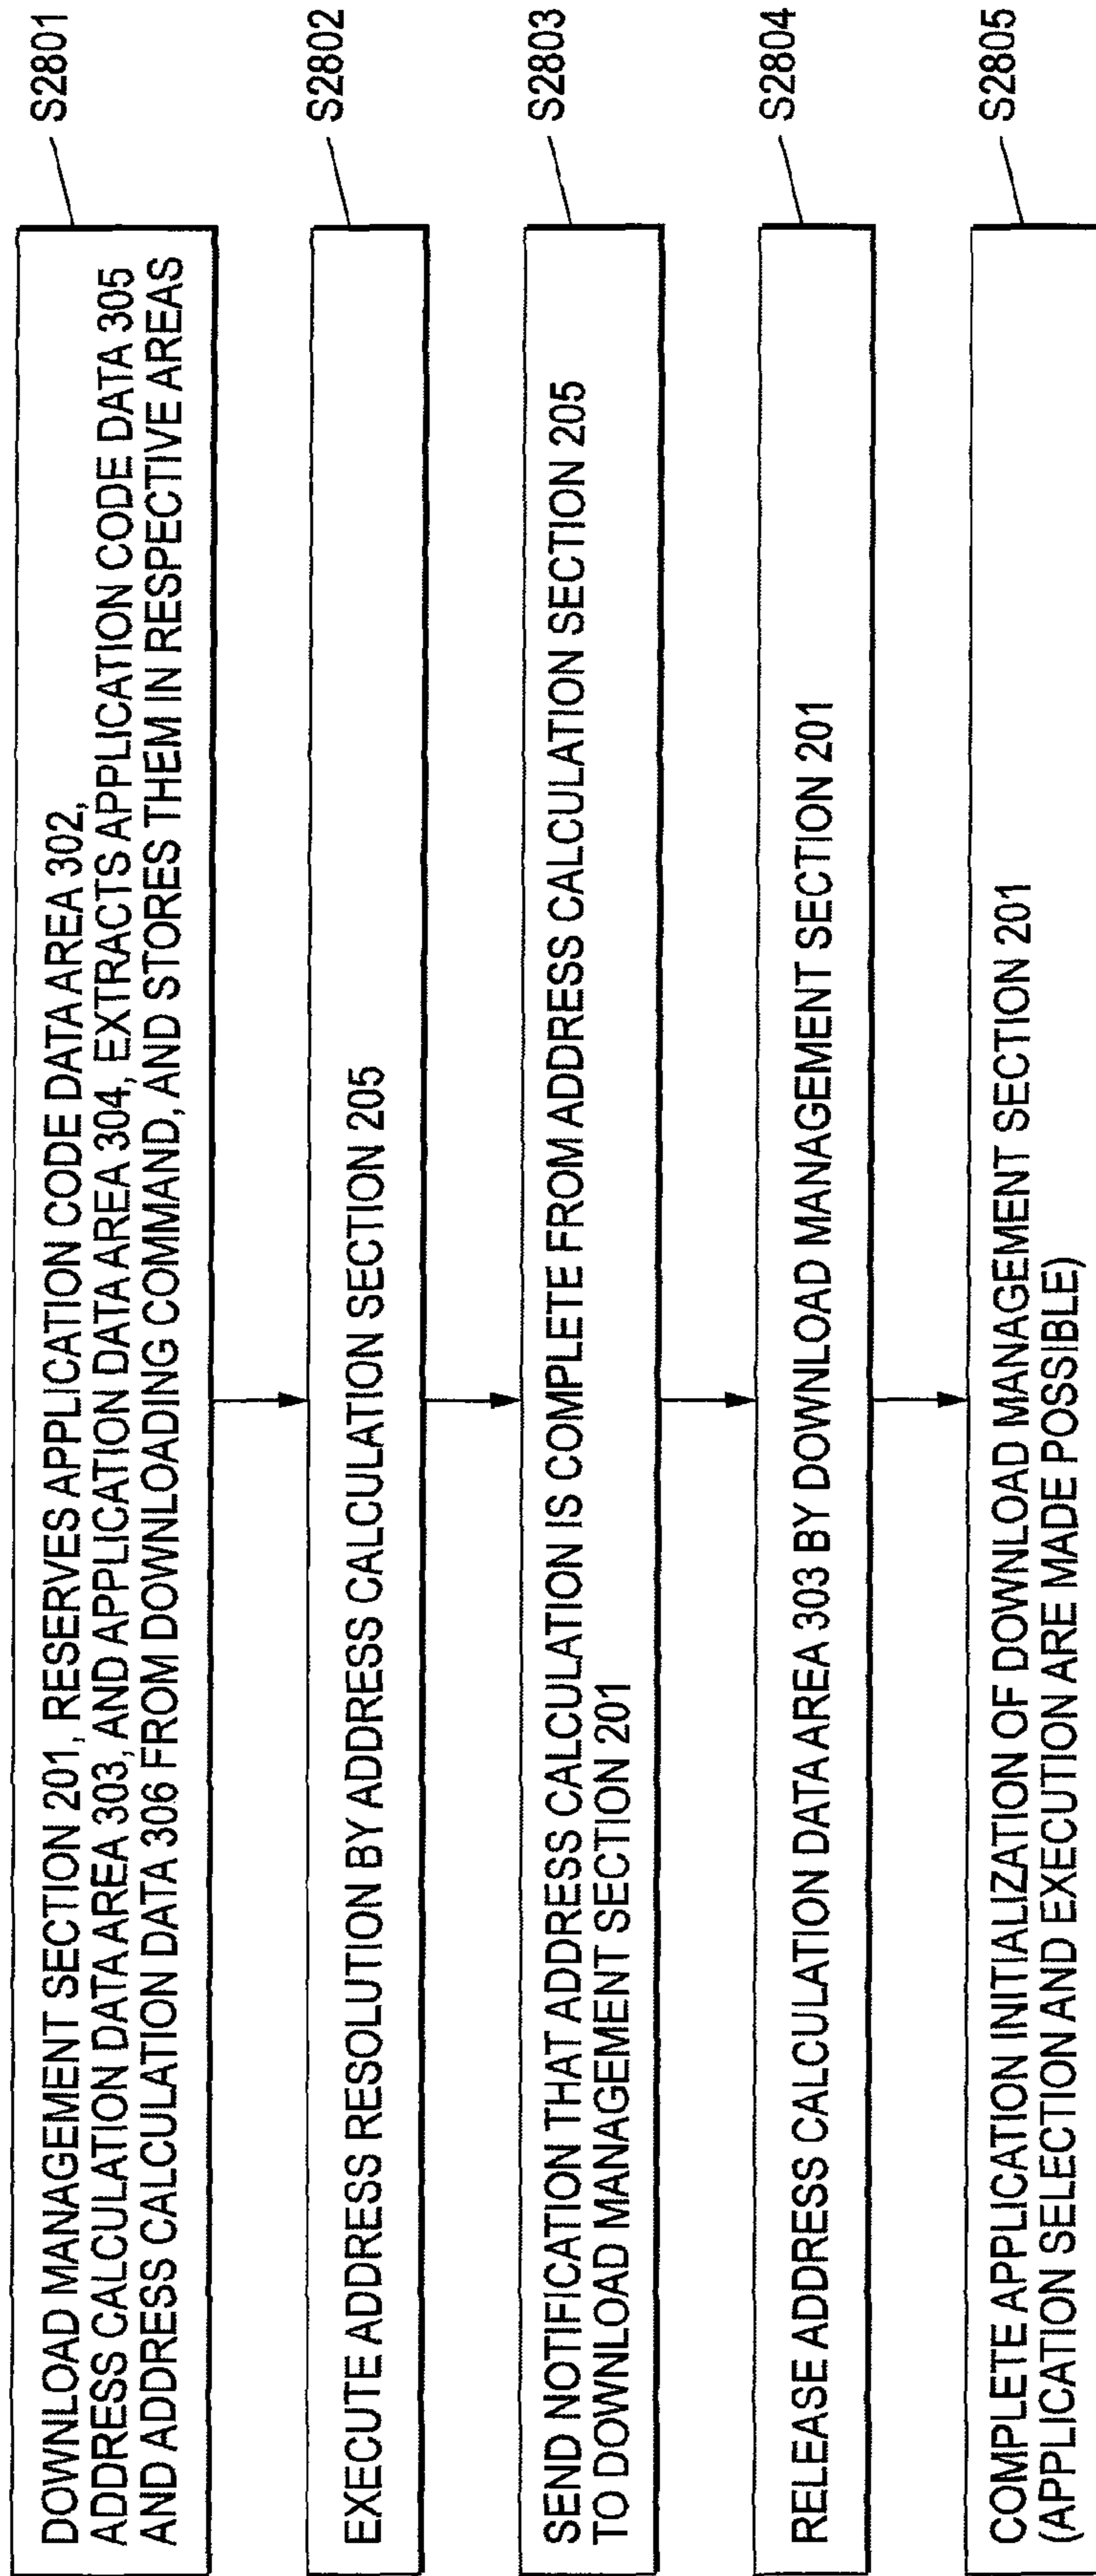 S2801
DOWNLOAD MANAGEMENT SECTION 201, RESERVES APPLICATION CODE DATA AREA 302,
ADDRESS CALCULATION DATA AREA 303, AND APPLICATION DATA AREA 304, EXTRACTS APPLICATION CODE DATA 305
AND ADDRESS CALCULATION DATA 306 FROM DOWNLOADING COMMAND, AND STORES THEM IN RESPECTIVE AREAS
S2802
EXECUTE ADDRESS RESOLUTION BY ADDRESS CALCULATION SECTION 205
S2803
SEND NOTIFICATION THAT ADDRESS CALCULATION IS COMPLETE FROM ADDRESS CALCULATION SECTION 205
TO DOWNLOAD MANAGEMENT SECTION 201
S2804
RELEASE ADDRESS CALCULATION DATA AREA 303 BY DOWNLOAD MANAGEMENT SECTION 201
S2805
COMPLETE APPLICATION INITIALIZATION OF DOWNLOAD MANAGEMENT SECTION 201
(APPLICATION SELECTION AND EXECUTION ARE MADE POSSIBLE)